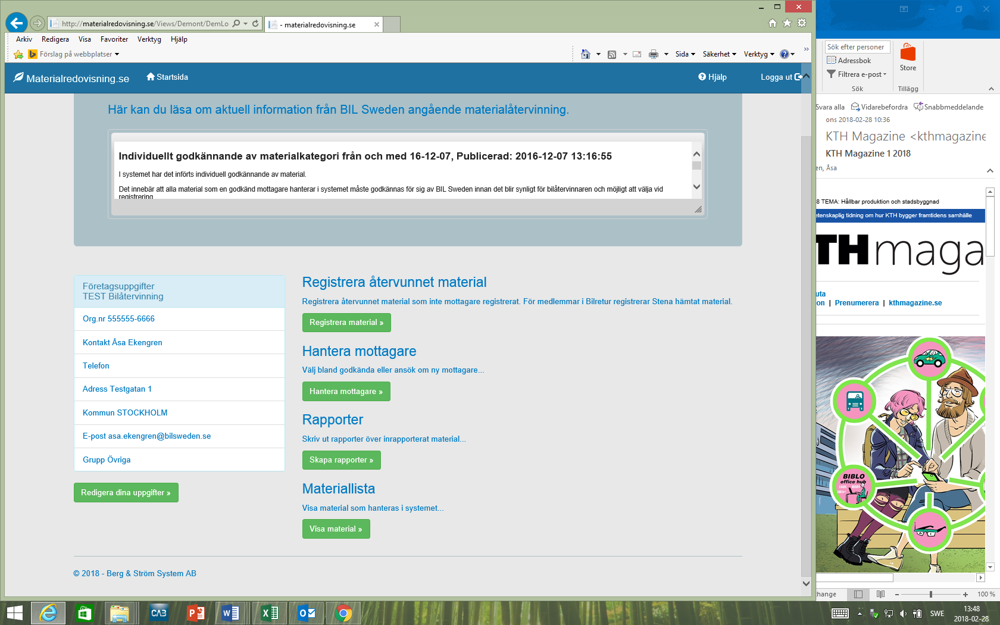 http://materialredovisning.se/Views/Demont/DemLo
- materialredovisning.se
Arkiv Redigera Visa Favoriter Verktyg Hjälp
Förslag på webbplatser
Sida Säkerhet Verktyg
Materialredovisning.se Startsida Hjälp Logga ut
Här kan du läsa om aktuell information från BIL Sweden angående materialåtervinning.
Individuellt godkännande av materialkategori från och med 16-12-07, Publicerad: 2016-12-07 13:16:55
I systemet har det införts individuell godkännande av material.
Det innebär att alla material som en godkänd mottagare hanterar i systemet måste godkännas för sig av BIL Sweden innan det blir synligt för bilåtervinnaren och möjligt att välja vid
registrering
Företagsuppgifter
TEST Bilåtervinning
Org.nr 555555-6666
Kontakt Åsa Ekengren
Telefon
Adress Testgatan 1
Kommun STOCKHOLM
E-post asa.ekengren@bilsweden.se
Grupp Övriga
Redigera dina uppgifter »
Registrera återvunnet material
Registrera återvunnet material som inte mottagare registrerat. För medlemmar i Bilretur registrerar Stena hämtat material.
Registrera material »
Hantera mottagare
Välj bland godkända eller ansök om ny mottagare...
Hantera mottagare »
Rapporter
Skriv ut rapporter över inrapporterat material...
Skapa rapporter »
Materiallista
Visa material som hanteras i systemet...
Visa material »
© 2018 - Berg & Ström System AB
Sök efter personer
Adressbok
Filtrera e-post
Sök
Store
Tillägg
Svara alla Vidarebefordra Snabbmeddelande
ons 2018-02-28 10:36
KTH Magazine <kthmagazine
KTH Magazine 1 2018
en, Åsa
8 TEMA: Hållbar produktion och stadsbyggnad
etenskaplig tidning om hur KTH bygger framtidens samhälle
TH maga
uta
on | Prenumerera | kthmagazine.se
BIBLO
office hub
hange 100 %
CAB
SWE
13:48
2018-02-28